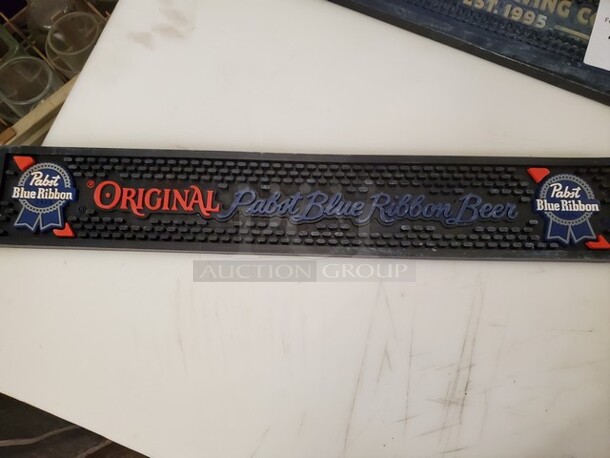 EST. 1995
Pabst
Blue Ribbon
® ORIGINAL Pabst Blue Ribbon Beer
Pabst
Blue Ribbon
AUCTION GROUP